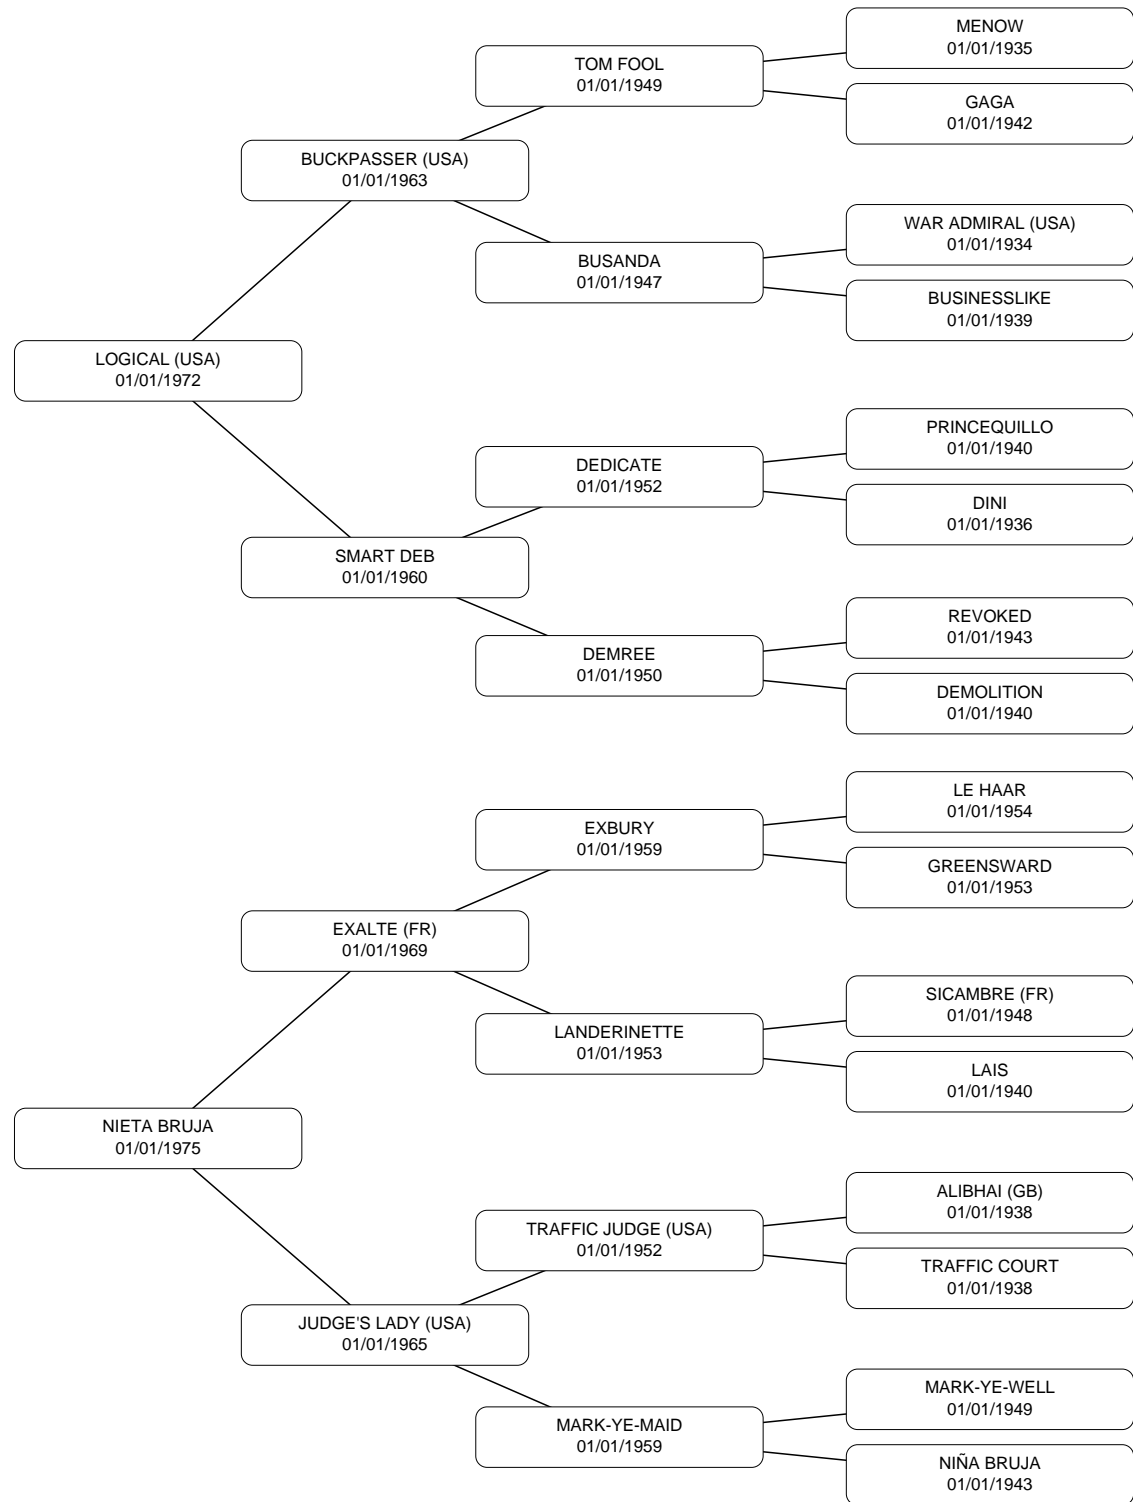 MENOW
01/01/1935
TOM FOOL
01/01/1949
GAGA
01/01/1942
BUCKPASSER (USA)
01/01/1963
WAR ADMIRAL (USA)
01/01/1934
BUSANDA
01/01/1947
BUSINESSLIKE
01/01/1939
LOGICAL (USA)
01/01/1972
PRINCEQUILLO
01/01/1940
DEDICATE
01/01/1952
DINI
01/01/1936
SMART DEB
01/01/1960
REVOKED
01/01/1943
DEMREE
01/01/1950
DEMOLITION
01/01/1940
LE HAAR
01/01/1954
EXBURY
01/01/1959
GREENSWARD
01/01/1953
EXALTE (FR)
01/01/1969
SICAMBRE (FR)
01/01/1948
LANDERINETTE
01/01/1953
LAIS
01/01/1940
NIETA BRUJA
01/01/1975
ALIBHAI (GB)
01/01/1938
TRAFFIC JUDGE (USA)
01/01/1952
TRAFFIC COURT
01/01/1938
JUDGE'S LADY (USA)
01/01/1965
MARK-YE-WELL
01/01/1949
MARK-YE-MAID
01/01/1959
NIÑA BRUJA
01/01/1943